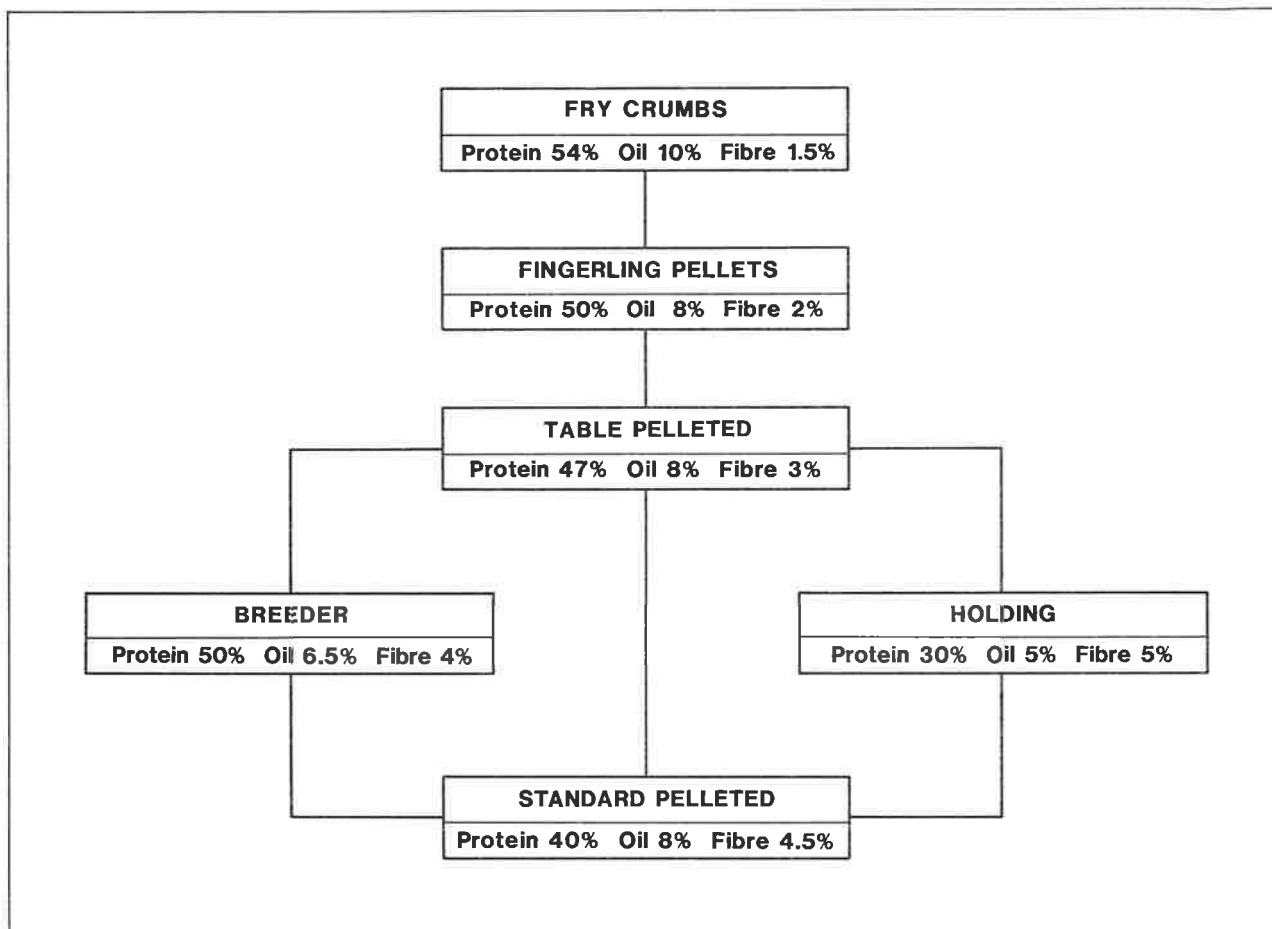 FRY CRUMBS
Protein 54% Oil 10% Fibre 1.5%
FINGERLING PELLETS
Protein 50% Oil 8% Fibre 2%
TABLE PELLETED
Protein 47% Oil 8% Fibre 3%
BREEDER
Protein 50% Oil 6.5% Fibre 4%
HOLDING
Protein 30% Oil 5% Fibre 5%
STANDARD PELLETED
Protein 40% Oil 8% Fibre 4.5%